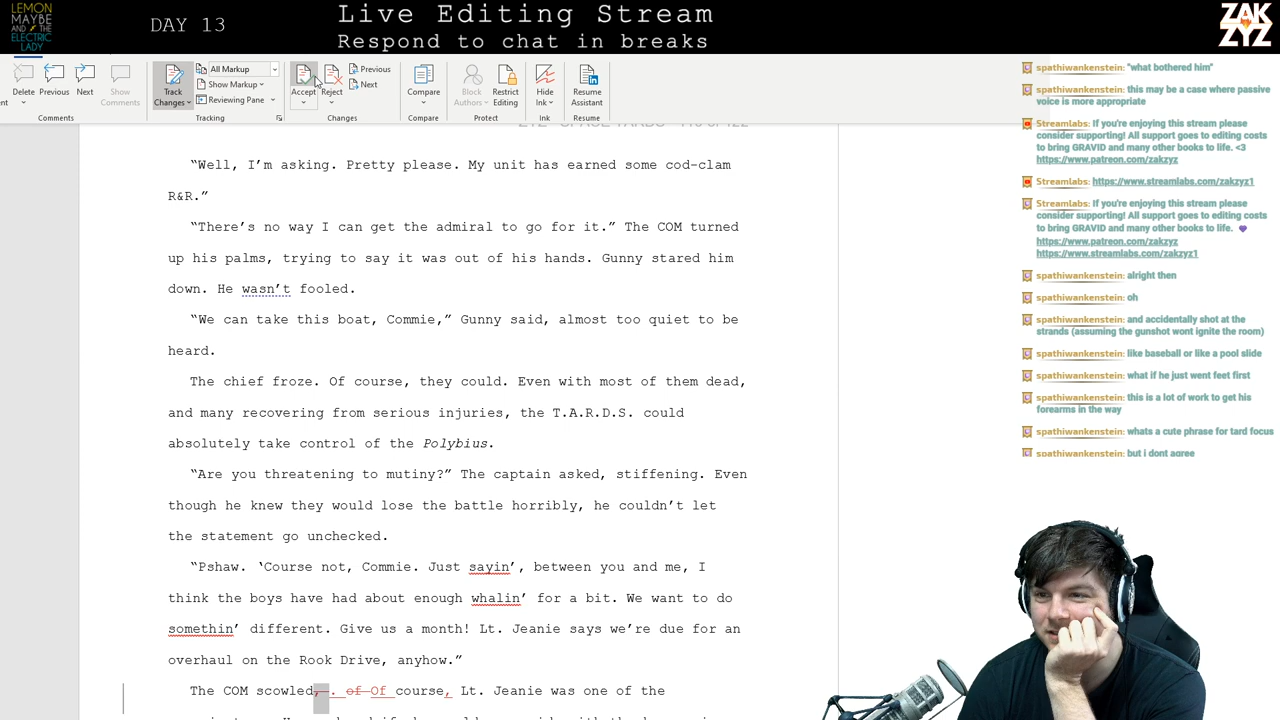 LEMON
MAYBE
AND THE
ELECTRIC
LADY
DAY 13
Live Editing Stream
Respond to chat in breaks
ZAK
ZYZ
Delete
Previous
Next
Show
Comments
Comments
Track
Changes
All Markup
Show Markup
Reviewing Pane
Tracking
Accept
Reject
Previous
Next
Changes
Compare
Compare
Block
Authors
Restrict
Editing
Protect
Hide
Ink
Ink
Resume
Assistant
Resume
“Well, I’m asking. Pretty please. My unit has earned some cod-clam
R&R.”
“There’s no way I can get the admiral to go for it.” The COM turned
up his palms, trying to say it was out of his hands. Gunny stared him
down. He wasn’t fooled.
“We can take this boat, Commie,” Gunny said, almost too quiet to be
heard.
The chief froze. Of course, they could. Even with most of them dead,
and many recovering from serious injuries, the T.A.R.D.S. could
absolutely take control of the Polybius.
“Are you threatening to mutiny?” The captain asked, stiffening. Even
though he knew they would lose the battle horribly, he couldn’t let
the statement go unchecked.
“Pshaw. ‘Course not, Commie. Just sayin’, between you and me, I
think the boys have had about enough whalin’ for a bit. We want to do
somethin’ different. Give us a month! Lt. Jeanie says we’re due for an
overhaul on the Rook Drive, anyhow.”
The COM scowled, . of Of course, Lt. Jeanie was one of the
spathiwankenstein: "what bothered him"
spathiwankenstein: this may be a case where passive
voice is more appropriate
Streamlabs: If you're enjoying this stream please
consider supporting! All support goes to editing costs
to bring GRAVID and many other books to life. <3
https://www.patreon.com/zakzyz
Streamlabs: https://www.streamlabs.com/zakzyz1
Streamlabs: If you're enjoying this stream please
consider supporting! All support goes to editing costs
to bring GRAVID and many other books to life. 💜
https://www.patreon.com/zakzyz
https://www.streamlabs.com/zakzyz1
spathiwankenstein: alright then
spathiwankenstein: oh
spathiwankenstein: and accidentally shot at the
strands (assuming the gunshot wont ignite the room)
spathiwankenstein: like baseball or like a pool slide
spathiwankenstein: what if he just went feet first
spathiwankenstein: this is a lot of work to get his
forearms in the way
spathiwankenstein: whats a cute phrase for tard focus
spathiwankenstein: but i dont agree